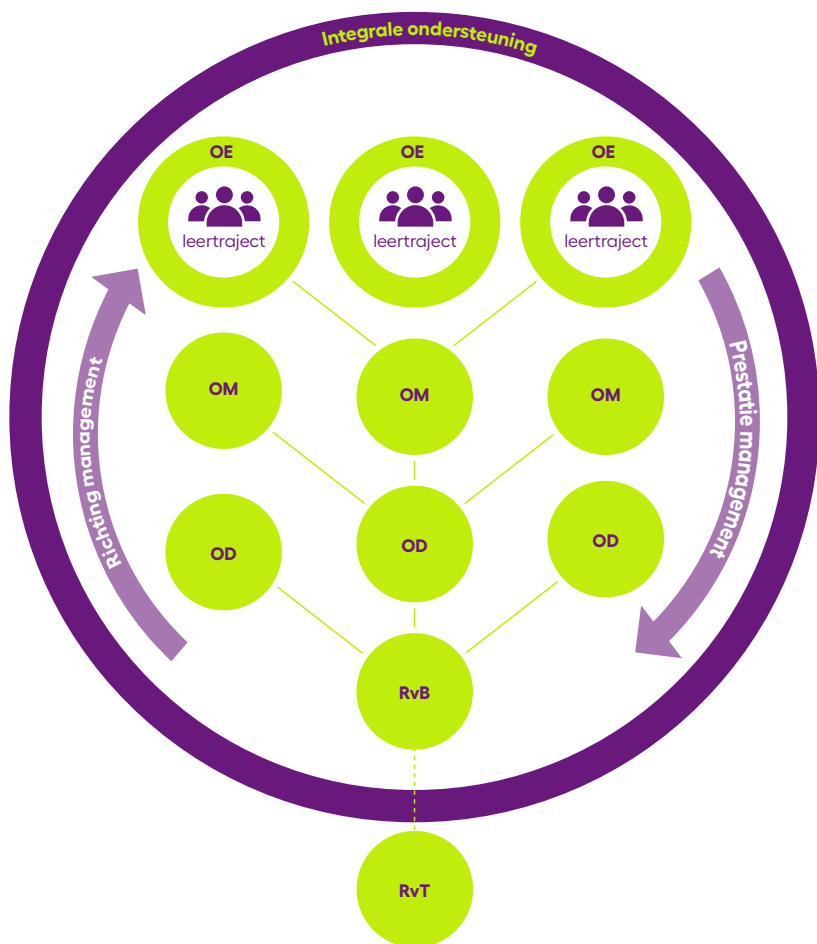 Integrale ondersteuning
OE
OE
OE
leertraject
leertraject
leertraject
Richting management
Prestatie management
OM
OM
OM
OD
OD
OD
RvB
RvT